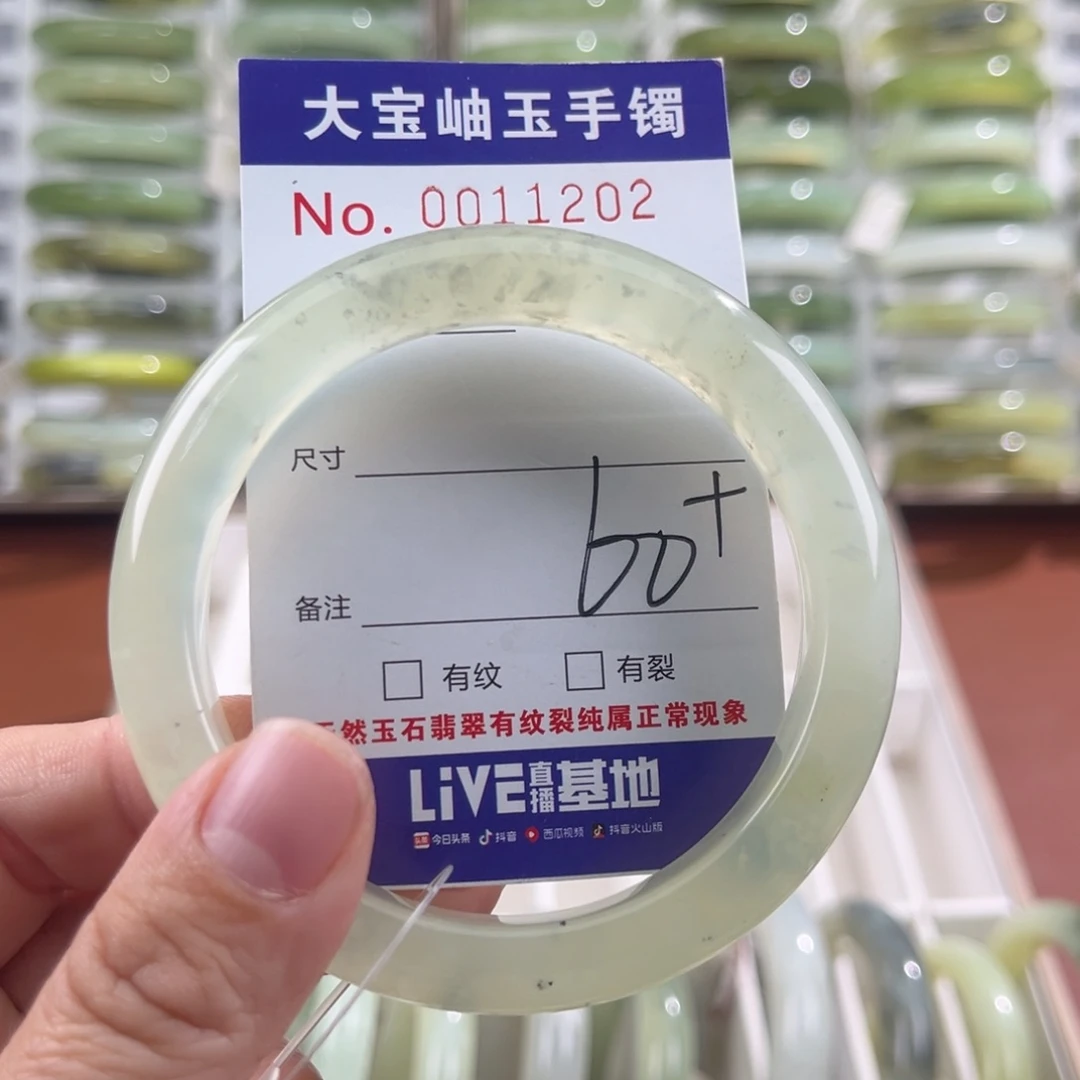 大宝岫玉手镯
No. 0011202
尺寸
60+
备注
有纹 有裂
然玉石翡翠有纹裂纯属正常现象
LiVE直播基地
头条 今日头条 抖音 西瓜视频 抖音火山版